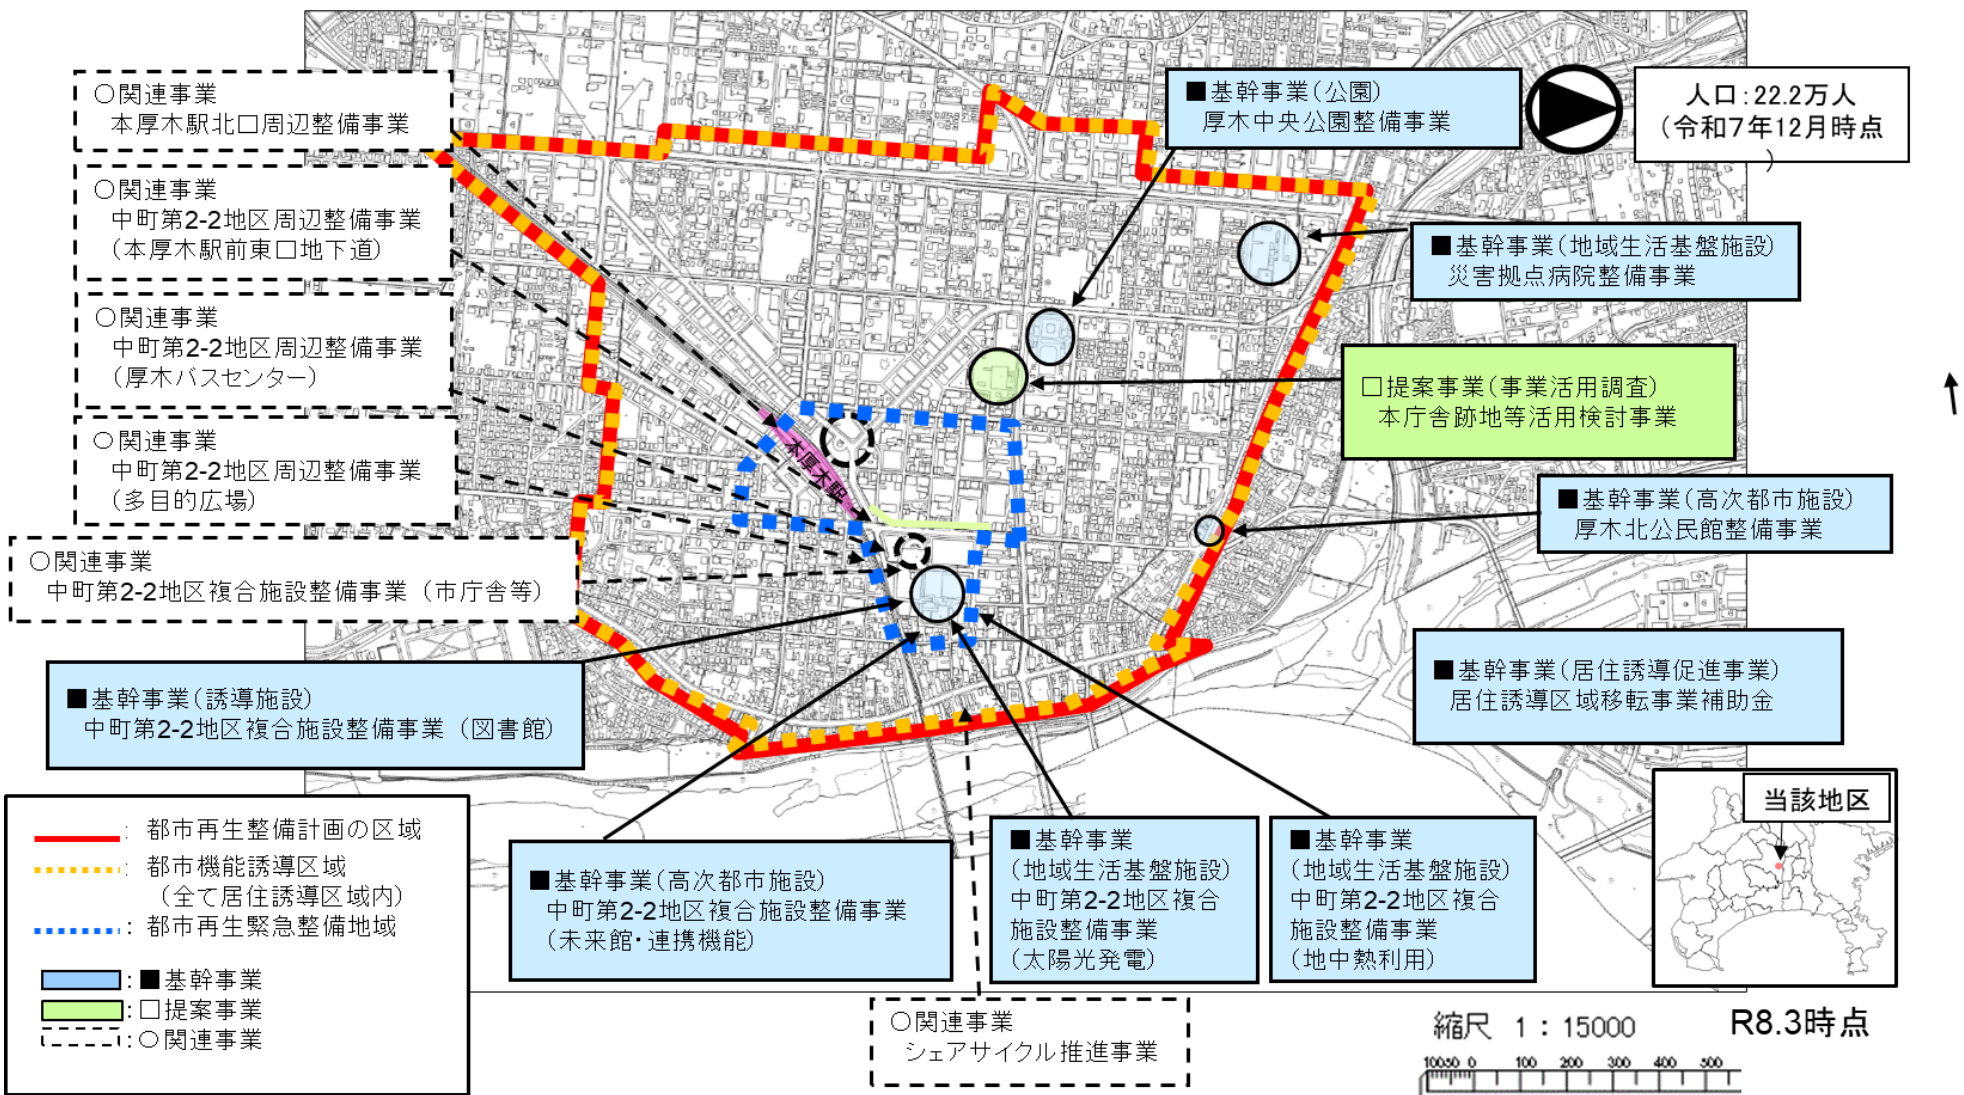 ○関連事業
本厚木駅北口周辺整備事業
○関連事業
中町第2-2地区周辺整備事業
(本厚木駅前東口地下道)
○関連事業
中町第2-2地区周辺整備事業
(厚木バスセンター)
○関連事業
中町第2-2地区周辺整備事業
(多目的広場)
○関連事業
中町第2-2地区複合施設整備事業（市庁舎等）
■基幹事業(誘導施設)
中町第2-2地区複合施設整備事業（図書館）
■基幹事業(公園)
厚木中央公園整備事業
人口:22.2万人
(令和7年12月時点
)
■基幹事業(地域生活基盤施設)
災害拠点病院整備事業
□提案事業(事業活用調査)
本庁舎跡地等活用検討事業
■基幹事業(高次都市施設)
厚木北公民館整備事業
■基幹事業(居住誘導促進事業)
居住誘導区域移転事業補助金
本厚木駅
: 都市再生整備計画の区域
: 都市機能誘導区域
(全て居住誘導区域内)
: 都市再生緊急整備地域
: ■基幹事業
: □提案事業
: ○関連事業
■基幹事業(高次都市施設)
中町第2-2地区複合施設整備事業
(未来館・連携機能)
■基幹事業
(地域生活基盤施設)
中町第2-2地区複合
施設整備事業
(太陽光発電)
■基幹事業
(地域生活基盤施設)
中町第2-2地区複合
施設整備事業
(地中熱利用)
○関連事業
シェアサイクル推進事業
当該地区
縮尺 1：15000
R8.3時点
100 50 0 100 200 300 400 500